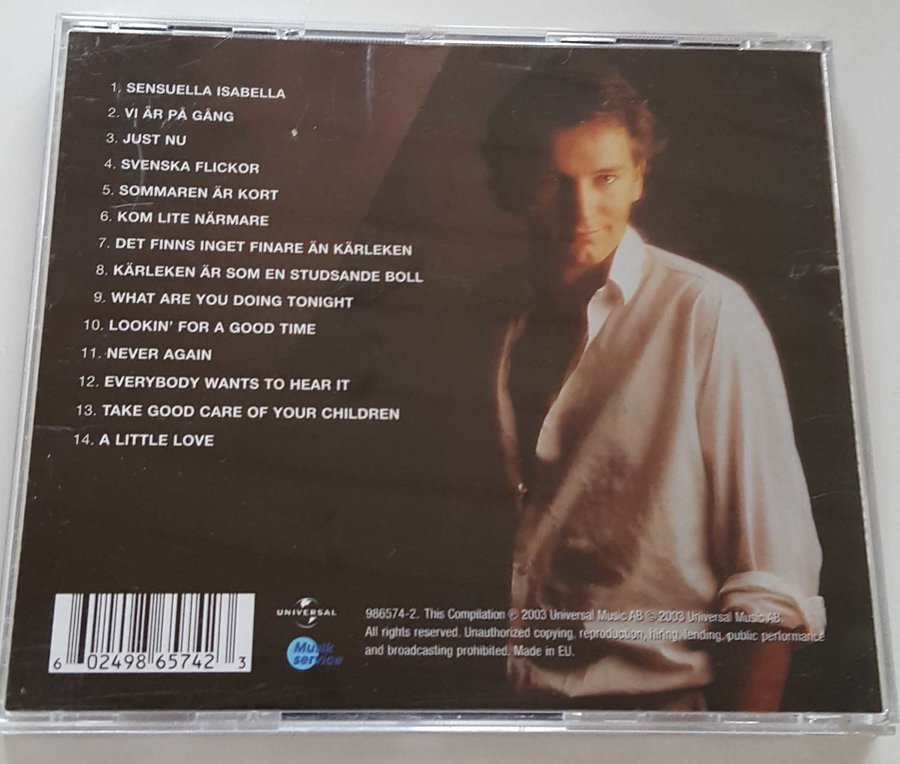 1. SENSUELLA ISABELLA
2. VI ÄR PÅ GÅNG
3. JUST NU
4. SVENSKA FLICKOR
5. SOMMAREN ÄR KORT
6. KOM LITE NÄRMARE
7. DET FINNS INGET FINARE ÄN KÄRLEKEN
8. KÄRLEKEN ÄR SOM EN STUDSANDE BOLL
9. WHAT ARE YOU DOING TONIGHT
10. LOOKIN' FOR A GOOD TIME
11. NEVER AGAIN
12. EVERYBODY WANTS TO HEAR IT
13. TAKE GOOD CARE OF YOUR CHILDREN
14. A LITTLE LOVE
6 02498 65742 3
UNIVERSAL
Musik
service
986574-2. This Compilation ℗ 2003 Universal Music AB © 2003 Universal Music AB.
All rights reserved. Unauthorized copying, reproduction, hiring, lending, public performance
and broadcasting prohibited. Made in EU.